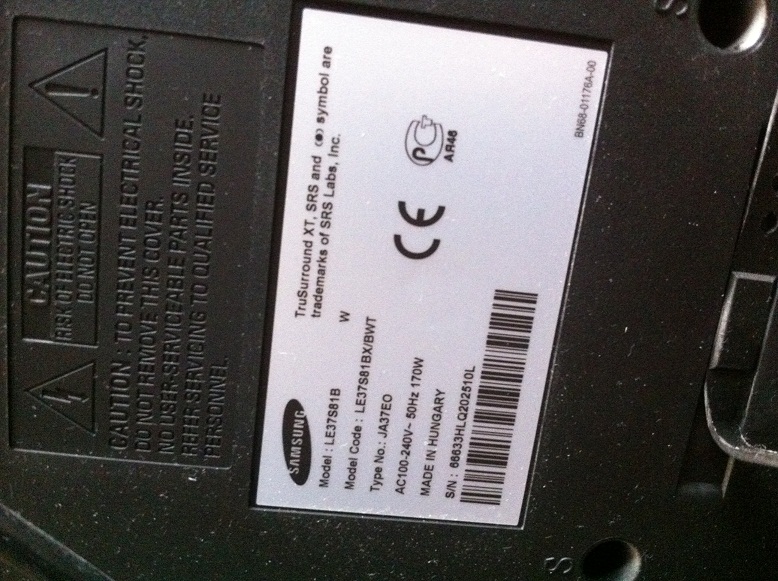 CAUTION
RISK OF ELECTRIC SHOCK
DO NOT OPEN
CAUTION : TO PREVENT ELECTRICAL SHOCK,
DO NOT REMOVE THIS COVER.
NO USER-SERVICEABLE PARTS INSIDE.
REFER SERVICING TO QUALIFIED SERVICE
PERSONNEL.
SAMSUNG
TruSurround XT, SRS and (●) symbol are
trademarks of SRS Labs, Inc.
Model : LE37S81B W
Model Code : LE37S81BX/BWT
Type No.: JA37EO
AC100-240V~ 50Hz 170W
MADE IN HUNGARY
S/N : 66633HLQ202510L
CE
PCT
AR46
BN68-01176A-00
S
S